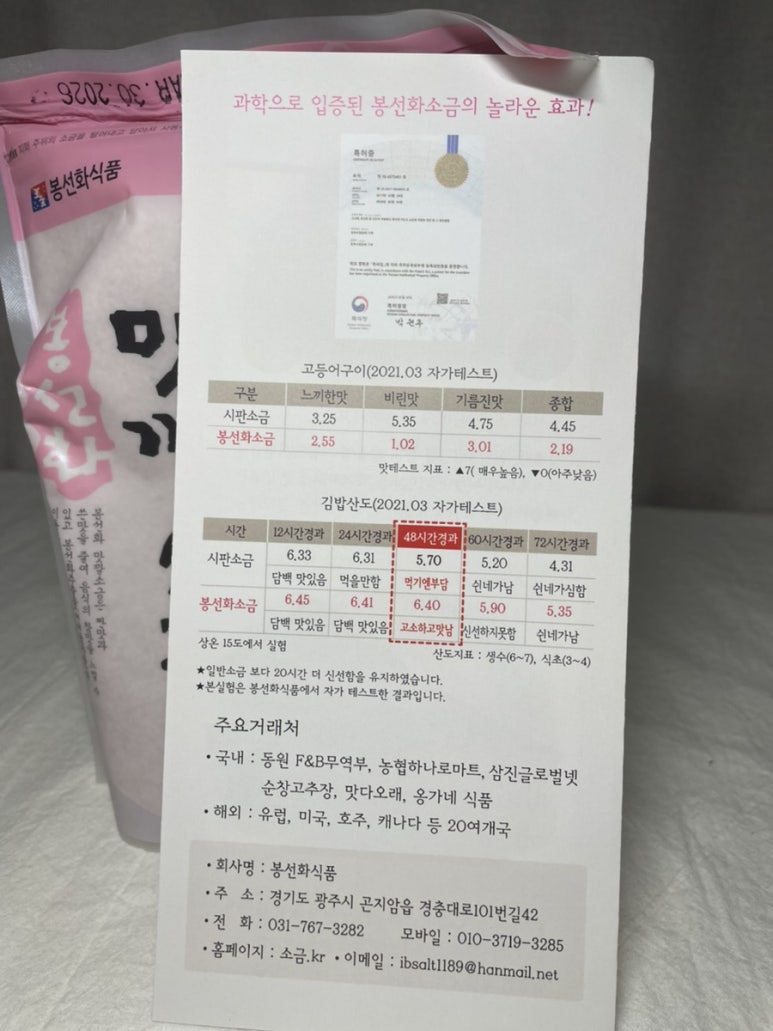 MAR. 30. 2026
봉선화식품
봉선화
과학으로 입증된 봉선화소금의 놀라운 효과!
특허증
특허청
특허청장
고등어구이(2021.03 자가테스트)
구분 느끼한맛 비린맛 기름진맛 종합
시판소금 3.25 5.35 4.75 4.45
봉선화소금 2.55 1.02 3.01 2.19
맛테스트 지표 : ▲7( 매우높음), ▼0(아주낮음)
김밥산도(2021.03 자가테스트)
시간 12시간경과 24시간경과 48시간경과 60시간경과 72시간경과
시판소금 6.33 6.31 5.70 5.20 4.31
담백 맛있음 먹을만함 먹기엔부담 쉰네가남 쉰네가심함
봉선화소금 6.45 6.41 6.40 5.90 5.35
담백 맛있음 담백 맛있음 고소하고맛남 신선하지못함 쉰네가남
상온 15도에서 실험
산도지표 : 생수(6~7), 식초(3~4)
★일반소금 보다 20시간 더 신선함을 유지하였습니다.
★본실험은 봉선화식품에서 자가 테스트한 결과입니다.
주요거래처
• 국내 : 동원 F&B무역부, 농협하나로마트, 삼진글로벌넷
순창고추장, 맛다오래, 옹가네 식품
• 해외 : 유럽, 미국, 호주, 캐나다 등 20여개국
• 회사명 : 봉선화식품
• 주 소 : 경기도 광주시 곤지암읍 경충대로101번길42
• 전 화 : 031-767-3282 모바일 : 010-3719-3285
• 홈페이지 : 소금.kr • 이메일 : ibsalt1189@hanmail.net